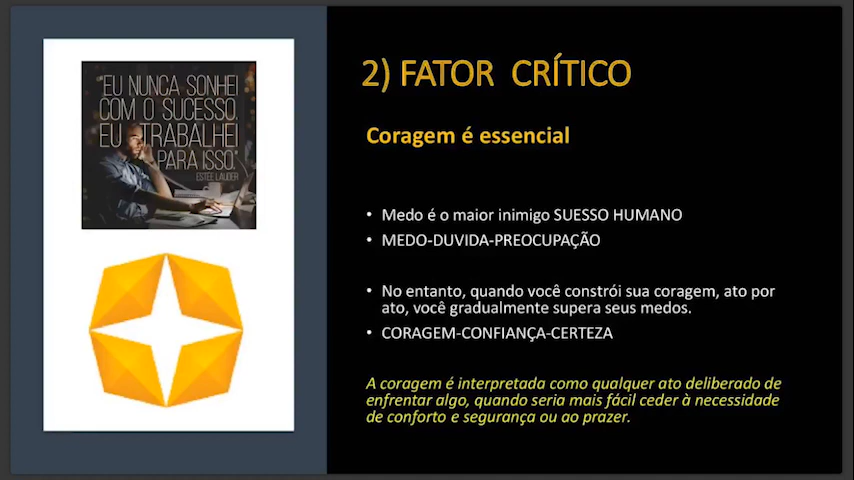 "EU NUNCA SONHEI
COM O SUCESSO.
EU TRABALHEI
PARA ISSO."
ESTÉE LAUDER
2) FATOR CRÍTICO
Coragem é essencial
• Medo é o maior inimigo SUESSO HUMANO
• MEDO-DUVIDA-PREOCUPAÇÃO
• No entanto, quando você constrói sua coragem, ato por
ato, você gradualmente supera seus medos.
• CORAGEM-CONFIANÇA-CERTEZA
A coragem é interpretada como qualquer ato deliberado de
enfrentar algo, quando seria mais fácil ceder à necessidade
de conforto e segurança ou ao prazer.